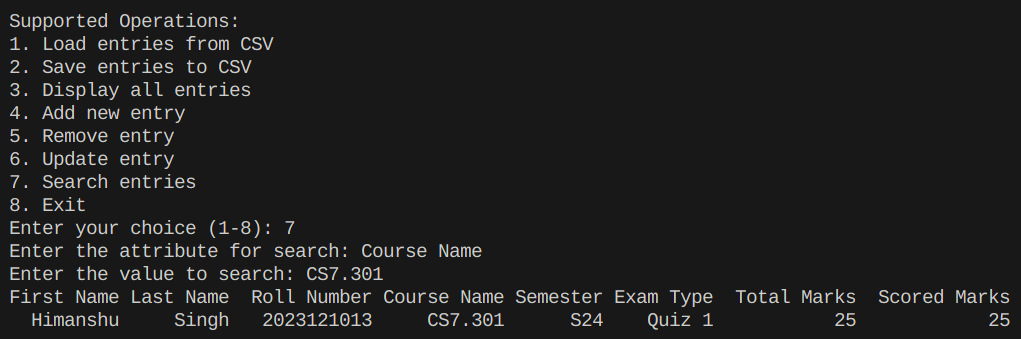 Supported Operations:
1. Load entries from CSV
2. Save entries to CSV
3. Display all entries
4. Add new entry
5. Remove entry
6. Update entry
7. Search entries
8. Exit
Enter your choice (1-8): 7
Enter the attribute for search: Course Name
Enter the value to search: CS7.301
First Name Last Name  Roll Number Course Name Semester Exam Type  Total Marks  Scored Marks
  Himanshu     Singh   2023121013     CS7.301      S24    Quiz 1           25            25